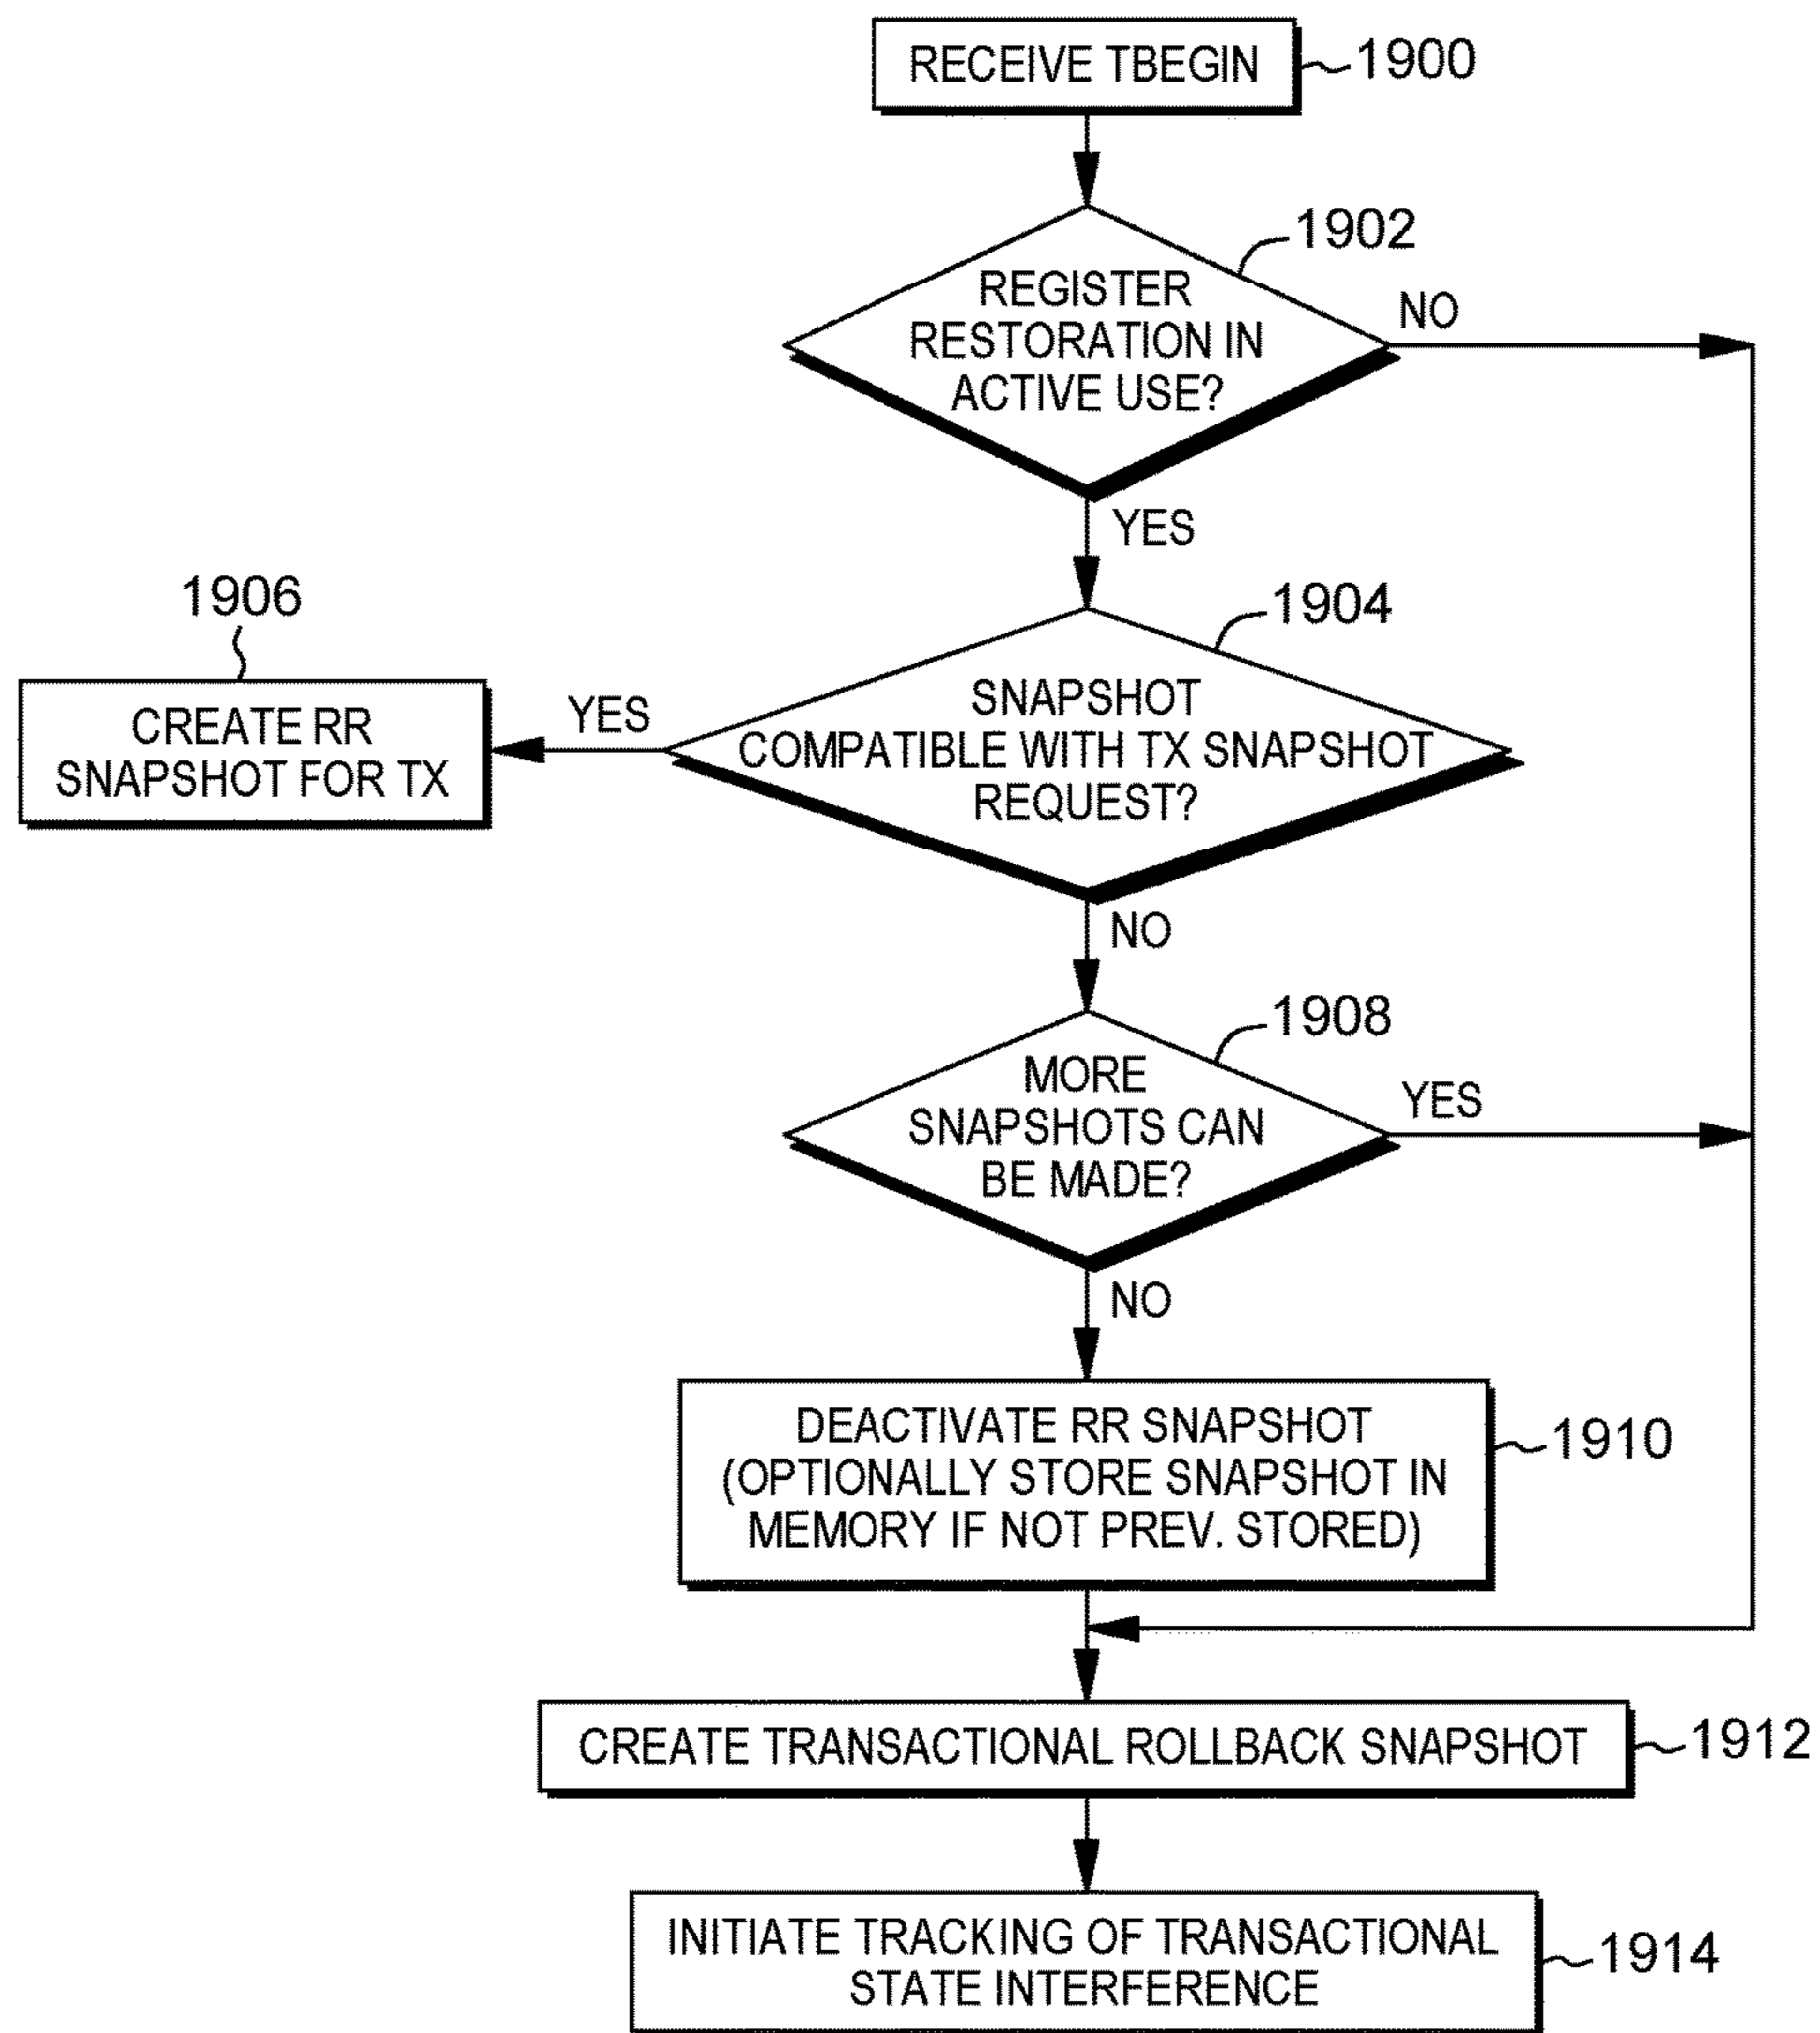 RECEIVE TBEGIN
1900
1902
REGISTER
RESTORATION IN
ACTIVE USE?
NO
YES
1904
SNAPSHOT
COMPATIBLE WITH TX SNAPSHOT
REQUEST?
YES
1906
CREATE RR
SNAPSHOT FOR TX
NO
1908
MORE
SNAPSHOTS CAN
BE MADE?
YES
NO
DEACTIVATE RR SNAPSHOT
(OPTIONALLY STORE SNAPSHOT IN
MEMORY IF NOT PREV. STORED)
1910
CREATE TRANSACTIONAL ROLLBACK SNAPSHOT
1912
INITIATE TRACKING OF TRANSACTIONAL
STATE INTERFERENCE
1914